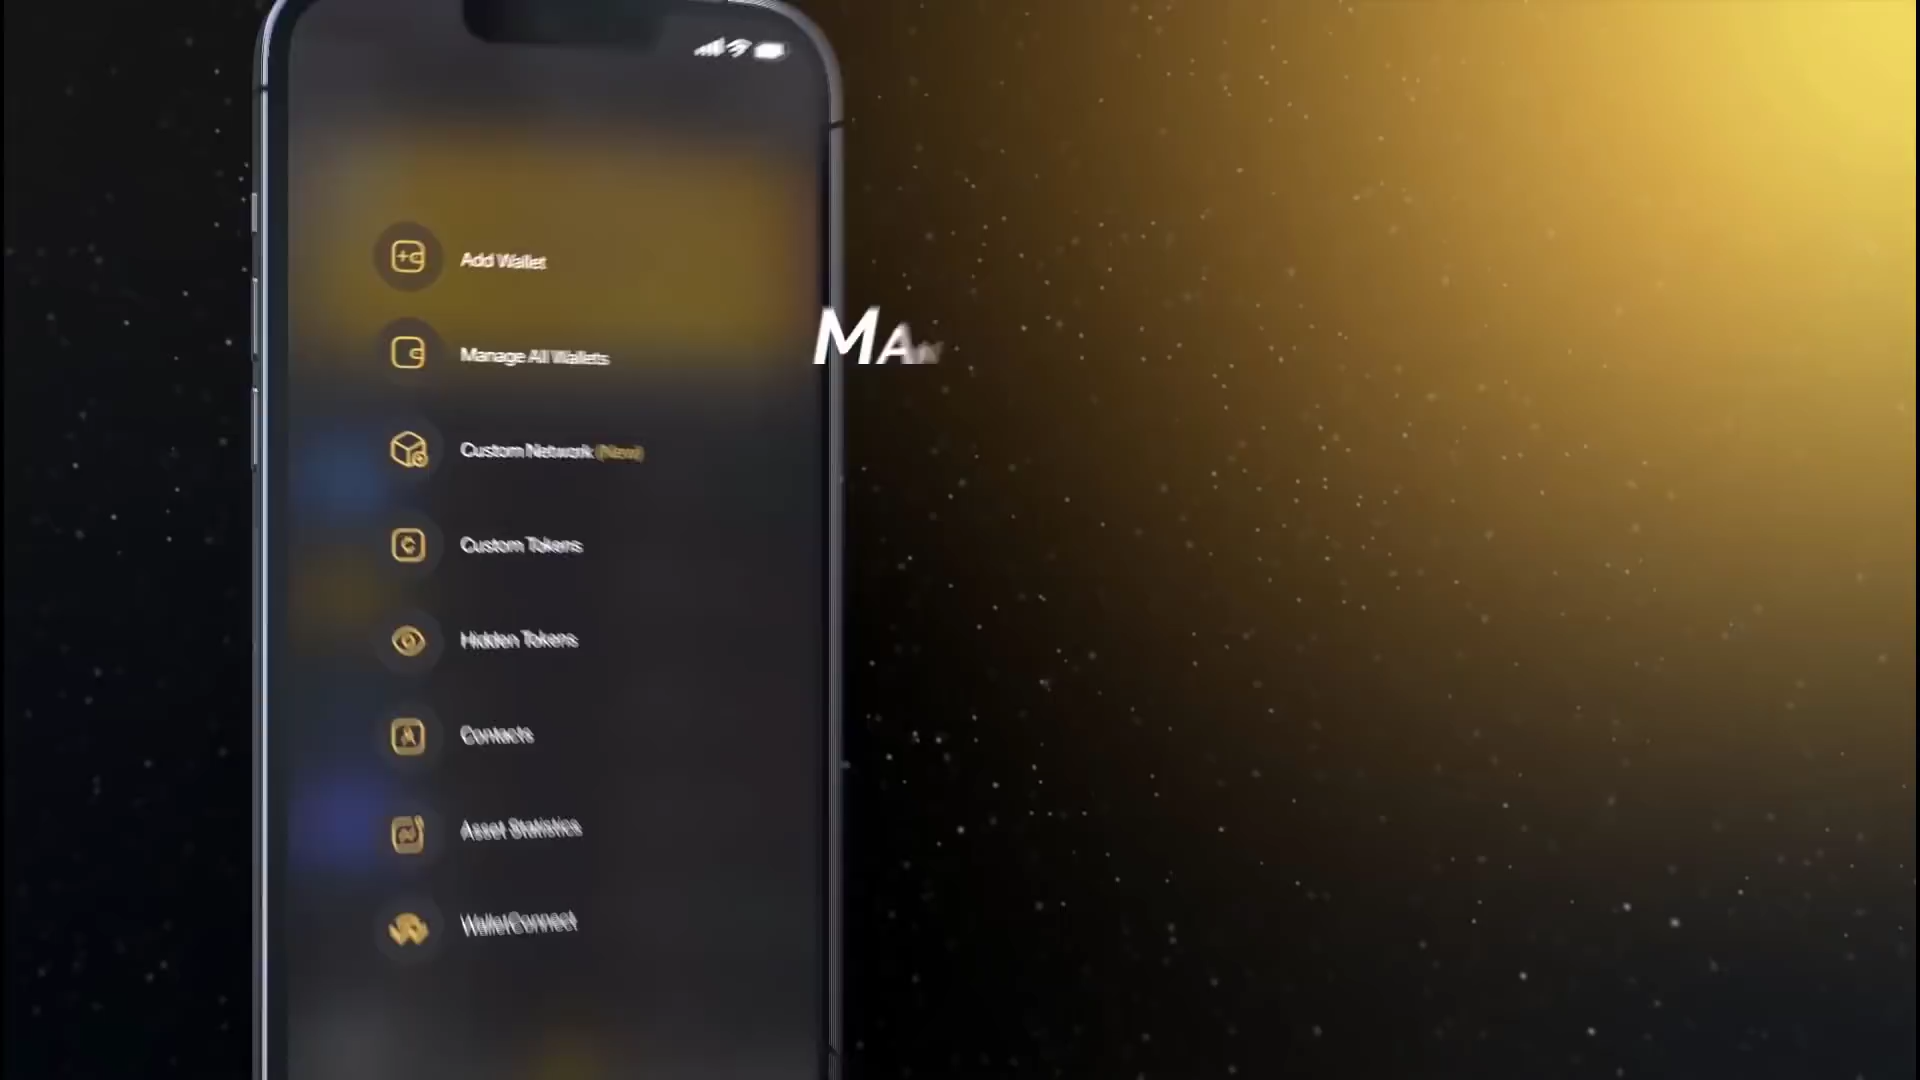 Add Wallet
Manage All Wallets
Custom Network (New)
Custom Tokens
Hidden Tokens
Contacts
Asset Statistics
WalletConnect